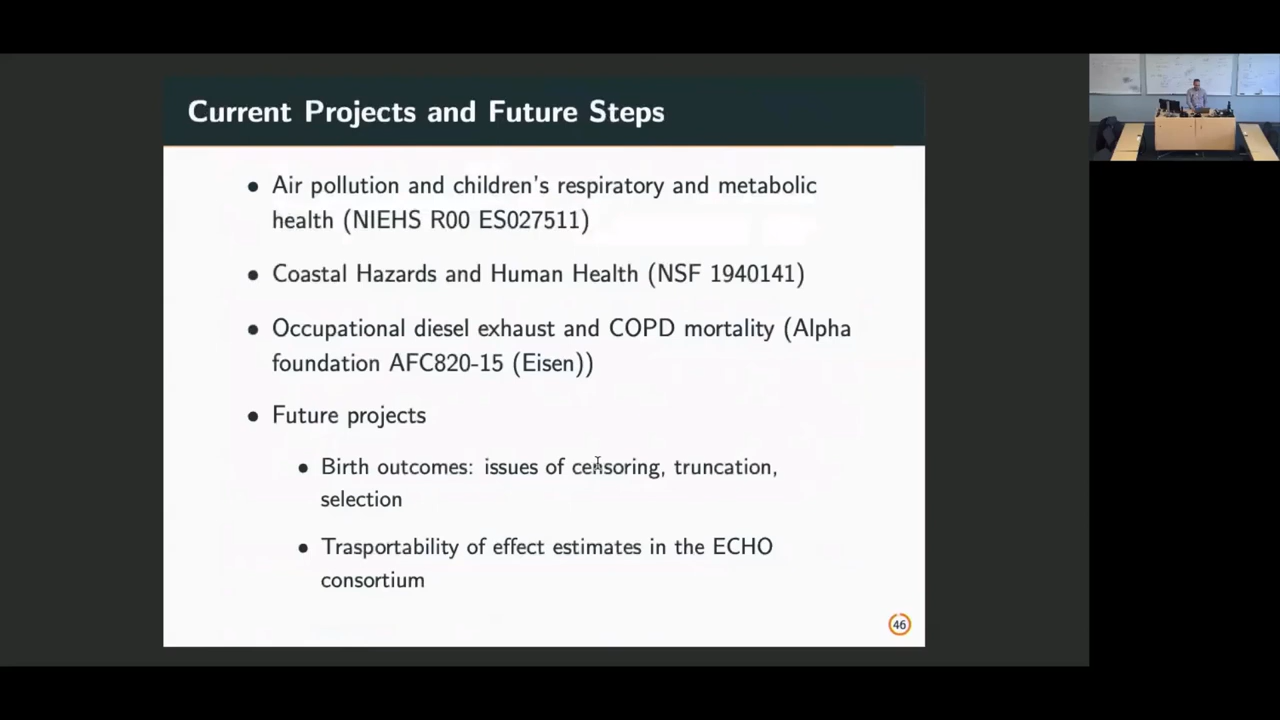 Current Projects and Future Steps
• Air pollution and children's respiratory and metabolic
health (NIEHS R00 ES027511)
• Coastal Hazards and Human Health (NSF 1940141)
• Occupational diesel exhaust and COPD mortality (Alpha
foundation AFC820-15 (Eisen))
• Future projects
• Birth outcomes: issues of censoring, truncation,
selection
• Trasportability of effect estimates in the ECHO
consortium
46